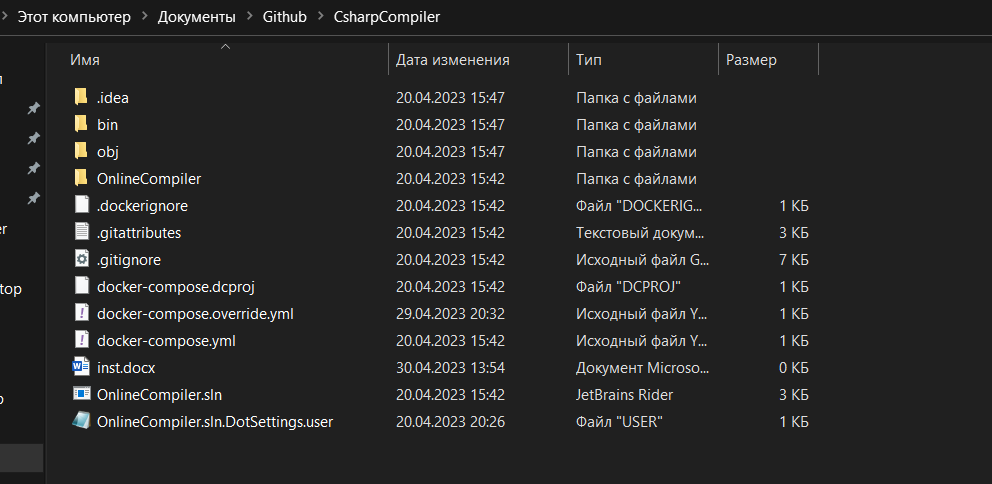 Этот компьютер > Документы > Github > CsharpCompiler
Имя Дата изменения Тип Размер
.idea 20.04.2023 15:47 Папка с файлами
bin 20.04.2023 15:47 Папка с файлами
obj 20.04.2023 15:47 Папка с файлами
OnlineCompiler 20.04.2023 15:42 Папка с файлами
.dockerignore 20.04.2023 15:42 Файл "DOCKERIG... 1 КБ
.gitattributes 20.04.2023 15:42 Текстовый докум... 3 КБ
.gitignore 20.04.2023 15:42 Исходный файл G... 7 КБ
docker-compose.dcproj 20.04.2023 15:42 Файл "DCPROJ" 1 КБ
docker-compose.override.yml 29.04.2023 20:32 Исходный файл Y... 1 КБ
docker-compose.yml 20.04.2023 15:42 Исходный файл Y... 1 КБ
inst.docx 30.04.2023 13:54 Документ Microso... 0 КБ
OnlineCompiler.sln 20.04.2023 15:42 JetBrains Rider 3 КБ
OnlineCompiler.sln.DotSettings.user 20.04.2023 20:26 Файл "USER" 1 КБ